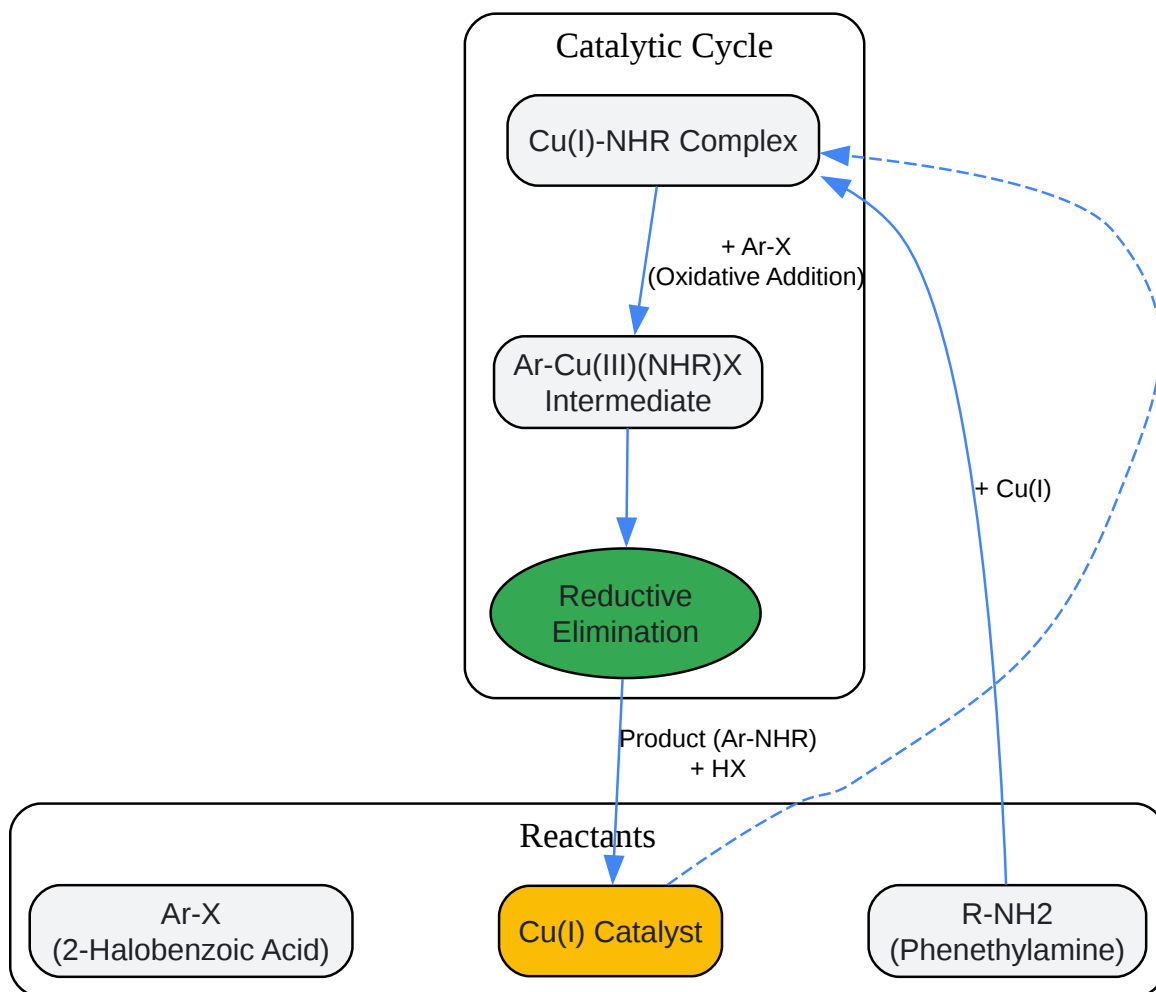 Catalytic Cycle
Cu(I)-NHR Complex
+ Ar-X
(Oxidative Addition)
Ar-Cu(III)(NHR)X
Intermediate
+ Cu(I)
Reductive
Elimination
Product (Ar-NHR)
+ HX
Reactants
Ar-X
(2-Halobenzoic Acid)
Cu(I) Catalyst
R-NH2
(Phenethylamine)